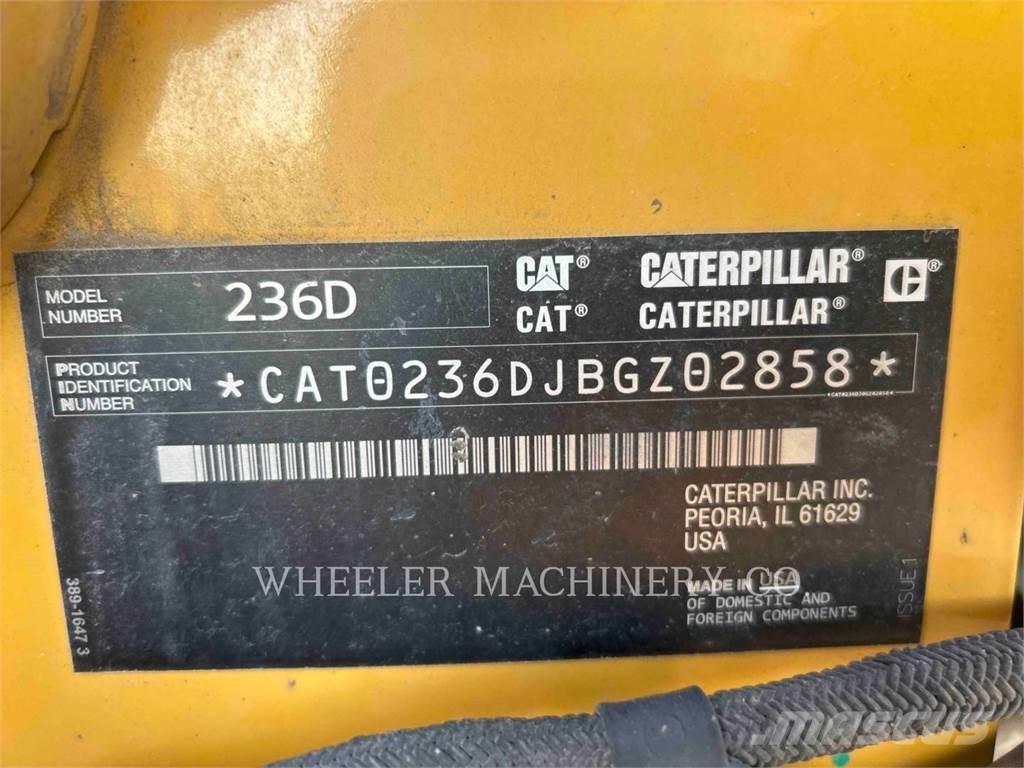 MODEL
NUMBER
236D
CAT® CATERPILLAR® C®
CAT® CATERPILLAR®
PRODUCT
IDENTIFICATION
NUMBER
*CAT0236DJBGZ02858*
*CAT0236DJBGZ02858*
CATERPILLAR INC.
PEORIA, IL 61629
USA
MADE IN USA
OF DOMESTIC AND
FOREIGN COMPONENTS
ISSUE 1
389-1647 3
WHEELER MACHINERY CO
MASCUS